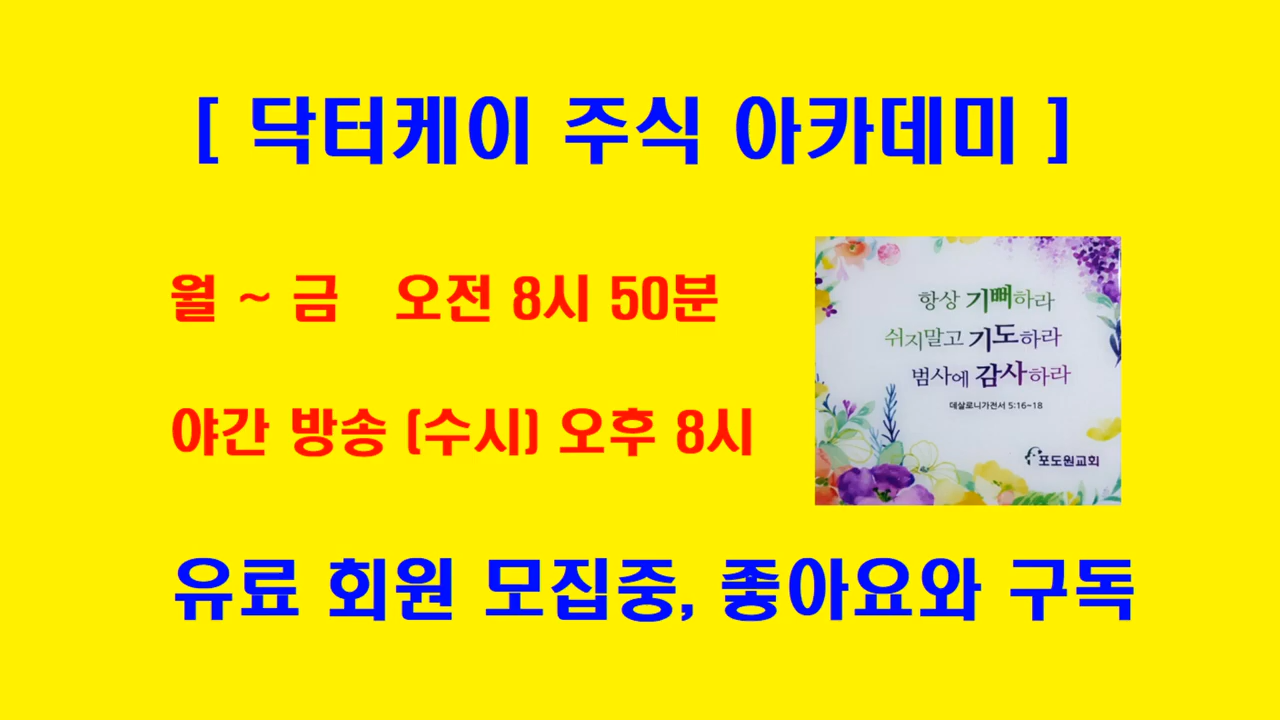 [ 닥터케이 주식 아카데미 ]
월 ~ 금 오전 8시 50분
야간 방송 (수시) 오후 8시
항상 기뻐하라
쉬지말고 기도하라
범사에 감사하라
데살로니가전서 5:16~18
포도원교회
유료 회원 모집중, 좋아요와 구독